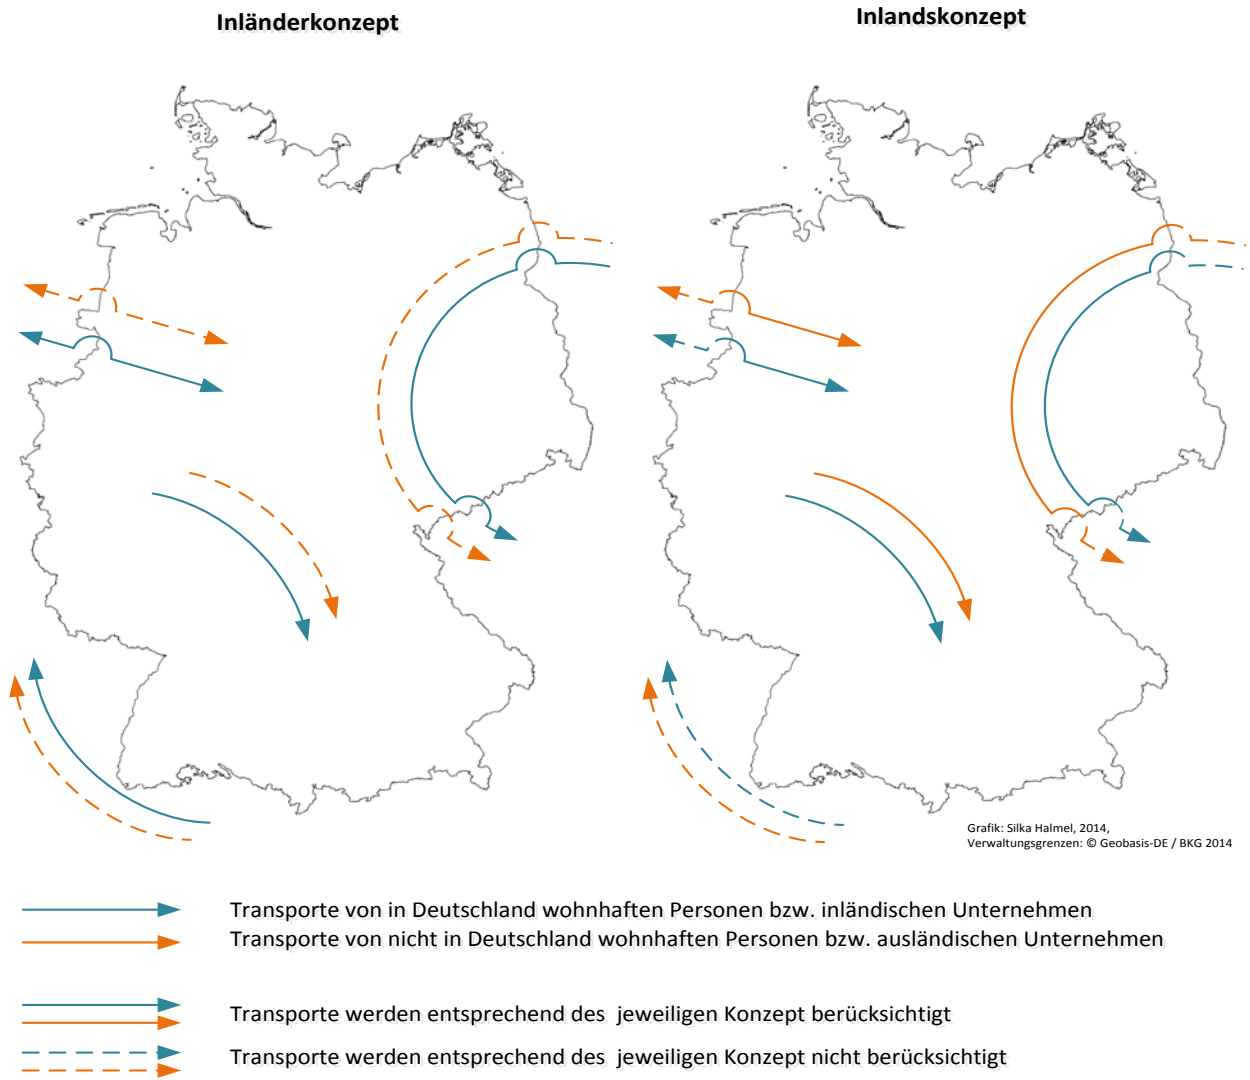 Inländerkonzept
Inlandskonzept
Grafik: Silka Halmel, 2014,
Verwaltungsgrenzen: © Geobasis-DE / BKG 2014
Transporte von in Deutschland wohnhaften Personen bzw. inländischen Unternehmen
Transporte von nicht in Deutschland wohnhaften Personen bzw. ausländischen Unternehmen
Transporte werden entsprechend des jeweiligen Konzept berücksichtigt
Transporte werden entsprechend des jeweiligen Konzept nicht berücksichtigt